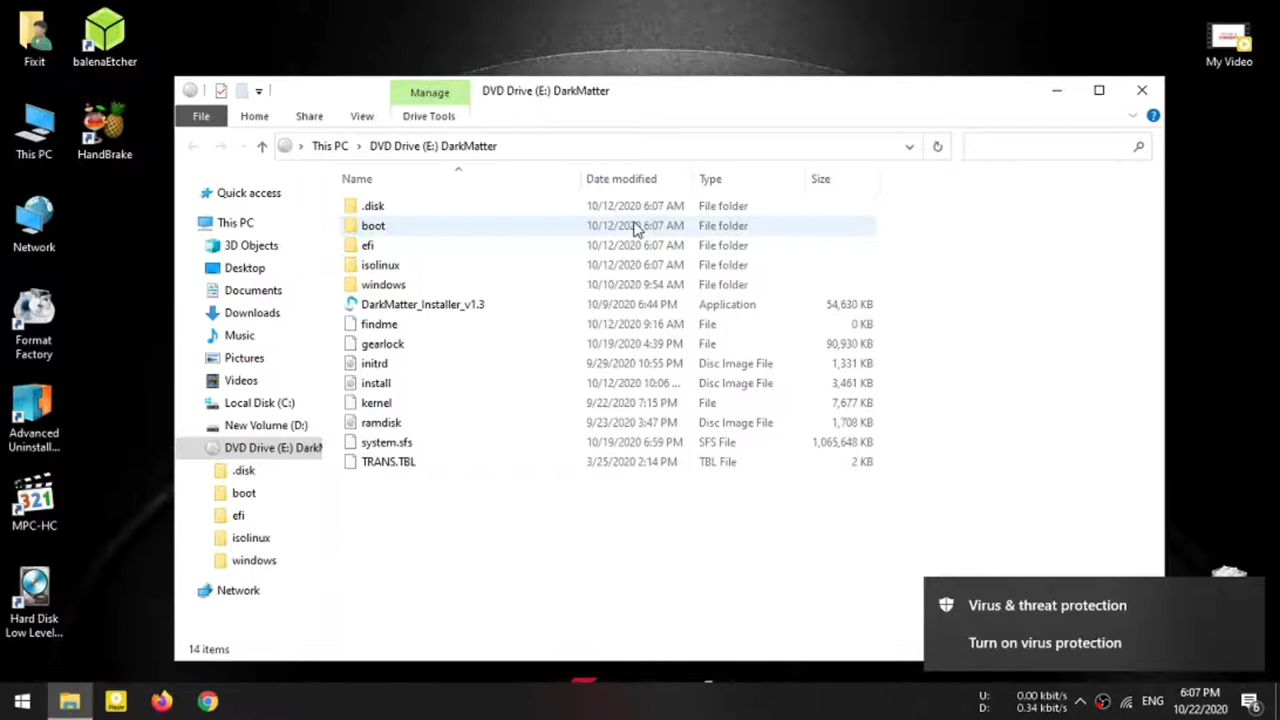 Fixit
balenaEtcher
My Video
Manage
DVD Drive (E:) DarkMatter
File
Home
Share
View
Drive Tools
This PC > DVD Drive (E:) DarkMatter
This PC
HandBrake
Network
Format
Factory
Advanced
Uninstall...
MPC-HC
Hard Disk
Low Level...
Quick access
This PC
3D Objects
Desktop
Documents
Downloads
Music
Pictures
Videos
Local Disk (C:)
New Volume (D:)
DVD Drive (E:) Dark
.disk
boot
efi
isolinux
windows
Network
Name Date modified Type Size
.disk 10/12/2020 6:07 AM File folder
boot 10/12/2020 6:07 AM File folder
efi 10/12/2020 6:07 AM File folder
isolinux 10/12/2020 6:07 AM File folder
windows 10/10/2020 9:54 AM File folder
DarkMatter_Installer_v1.3 10/9/2020 6:44 PM Application 54,630 KB
findme 10/12/2020 9:16 AM File 0 KB
gearlock 10/19/2020 4:39 PM File 90,930 KB
initrd 9/29/2020 10:55 PM Disc Image File 1,331 KB
install 10/12/2020 10:06 ... Disc Image File 3,461 KB
kernel 9/22/2020 7:15 PM File 7,677 KB
ramdisk 9/23/2020 3:47 PM Disc Image File 1,708 KB
system.sfs 10/19/2020 6:59 PM SFS File 1,065,648 KB
TRANS.TBL 3/25/2020 2:14 PM TBL File 2 KB
14 items
Virus & threat protection
Turn on virus protection
Player
U: 0.00 kbit/s
D: 0.34 kbit/s
ENG
6:07 PM
10/22/2020
6